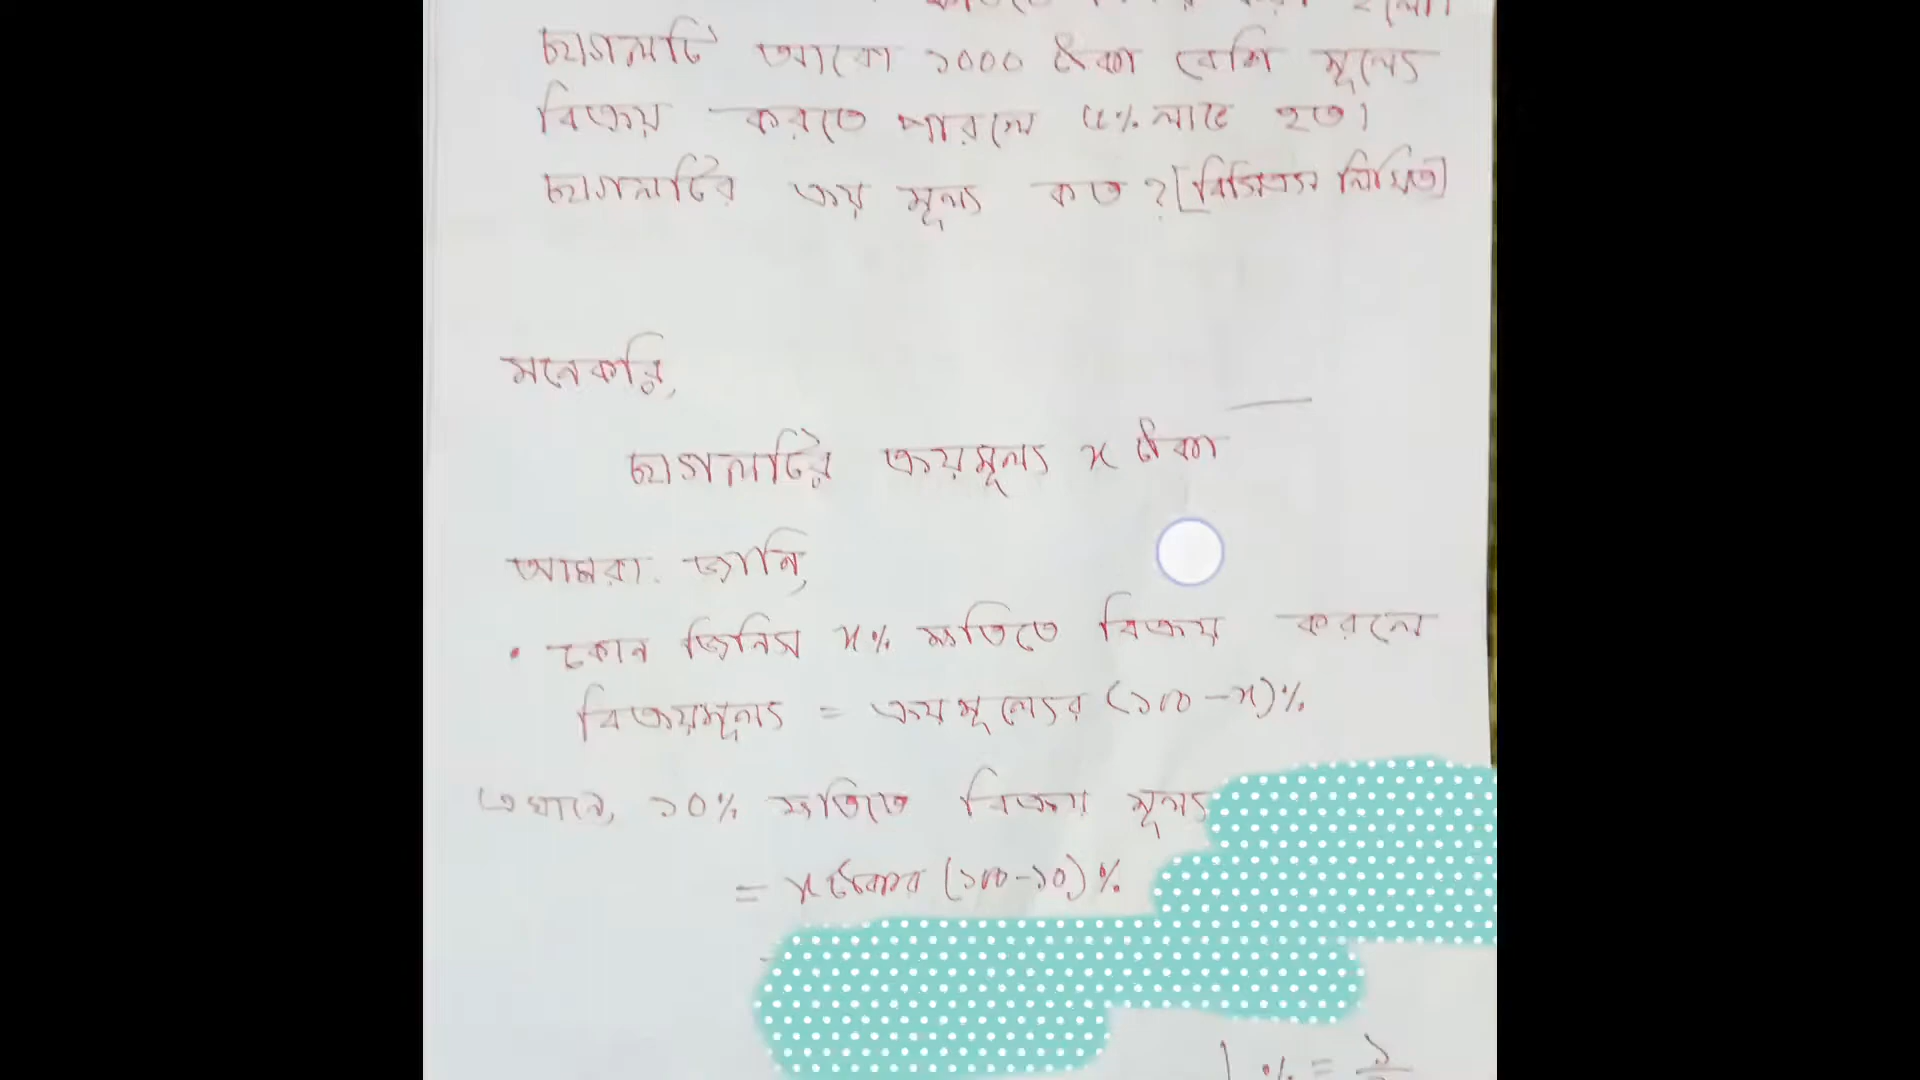 ছাগলটি আরো ১০০০ টাকা বেশি মূল্যে
বিক্রয় করতে পারলে ৫% লাভ হত।
ছাগলটির ক্রয় মূল্য কত ? [বিসিএস লিখিত]
মনেকরি,
ছাগলটির ক্রয়মূল্য x টাকা
আমরা জানি,
• কোন জিনিস x% ক্ষতিতে বিক্রয় করলে
বিক্রয়মূল্য = ক্রয়মূল্যের (১০০ - x)%
এখানে, ১০% ক্ষতিতে বিক্রয় মূল্য
= x টাকার (১০০-১০)%
% = ১